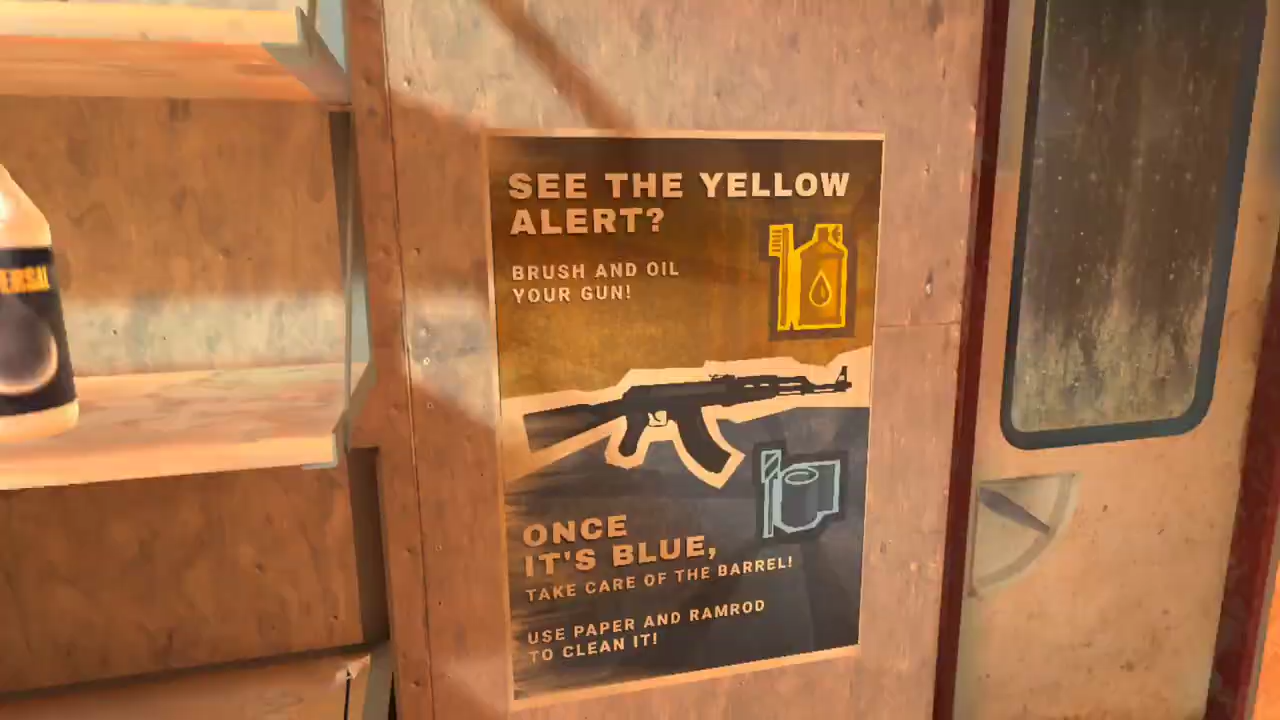 SEE THE YELLOW
ALERT?
BRUSH AND OIL
YOUR GUN!
ONCE
IT'S BLUE,
TAKE CARE OF THE BARREL!
USE PAPER AND RAMROD
TO CLEAN IT!